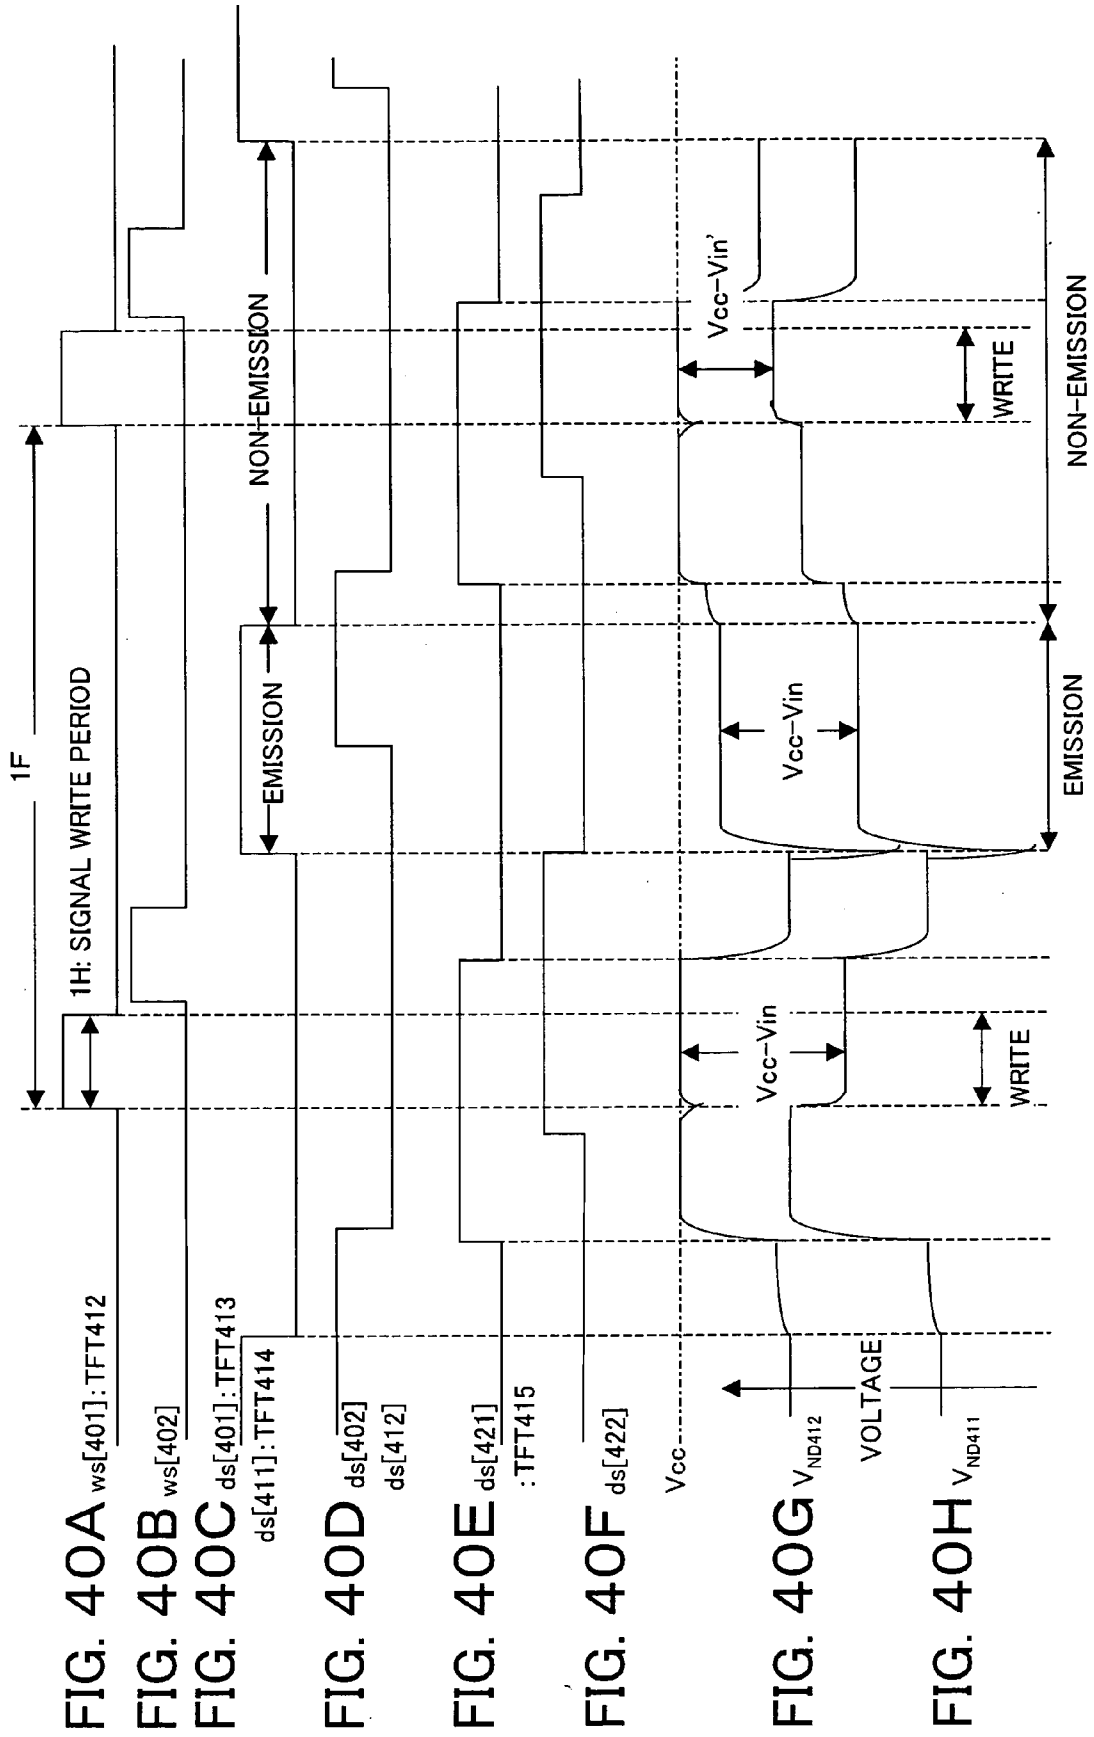 FIG. 40A ws[401]:TFT412
FIG. 40B ws[402]
FIG. 40C ds[401]:TFT413
ds[411]:TFT414
FIG. 40D ds[402]
ds[412]
FIG. 40E ds[421]
:TFT415
FIG. 40F ds[422]
Vcc
FIG. 40G VND412
VOLTAGE
FIG. 40H VND411
1F
1H: SIGNAL WRITE PERIOD
EMISSION
NON-EMISSION
Vcc-Vin
Vcc-Vin
Vcc-Vin'
WRITE
WRITE
EMISSION
NON-EMISSION